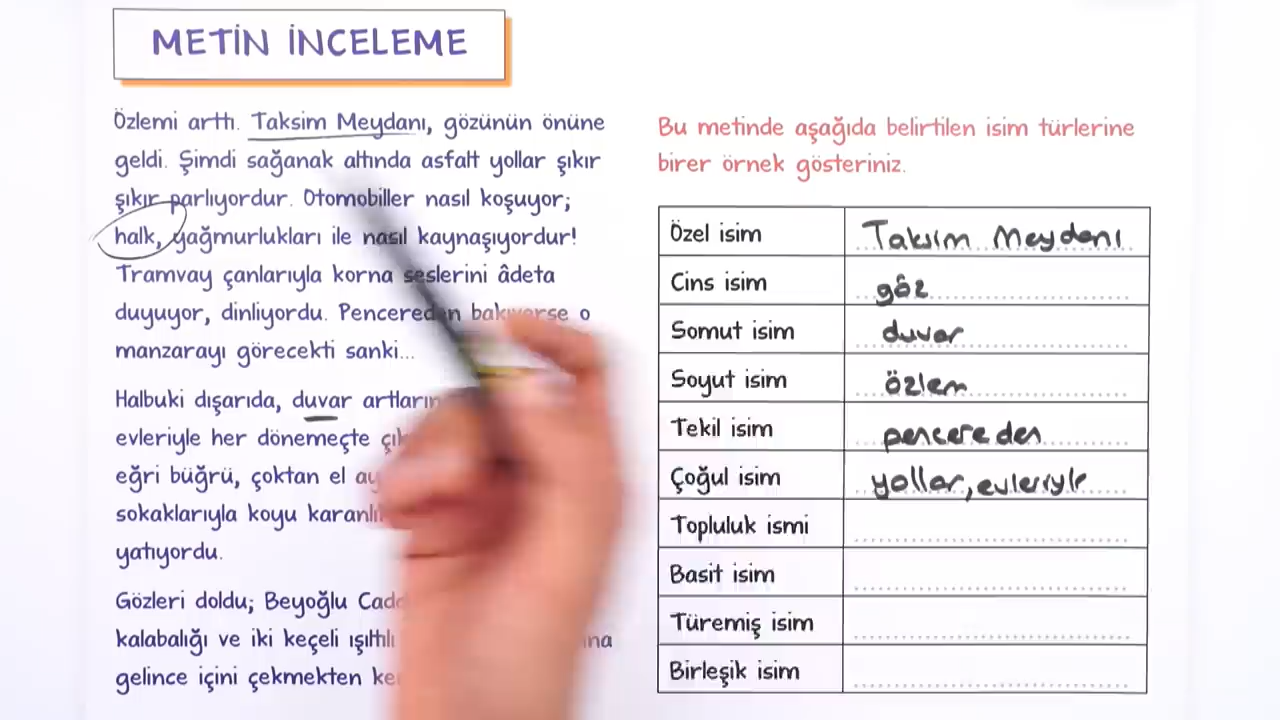 METİN İNCELEME
Özlemi arttı. Taksim Meydanı, gözünün önüne
geldi. Şimdi sağanak altında asfalt yollar şıkır
şıkır parlıyordur. Otomobiller nasıl koşuyor;
halk, yağmurlukları ile nasıl kaynaşıyordur!
Tramvay çanlarıyla korna seslerini âdeta
duyuyor, dinliyordu. Pencereden bakıverse o
manzarayı görecekti sanki...
Halbuki dışarıda, duvar
evleriyle her dönemeçte
eğri büğrü, çoktan el
sokaklarıyla koyu
yatıyordu.
Gözleri doldu; Beyoğlu
kalabalığı ve iki keçeli ışıltılı
gelince içini çekmekten
Bu metinde aşağıda belirtilen isim türlerine
birer örnek gösteriniz.
Özel isim Taksim Meydanı
Cins isim göz
Somut isim duvar
Soyut isim özlem
Tekil isim pencereden
Çoğul isim yollar, evleriyle
Topluluk ismi
Basit isim
Türemiş isim
Birleşik isim